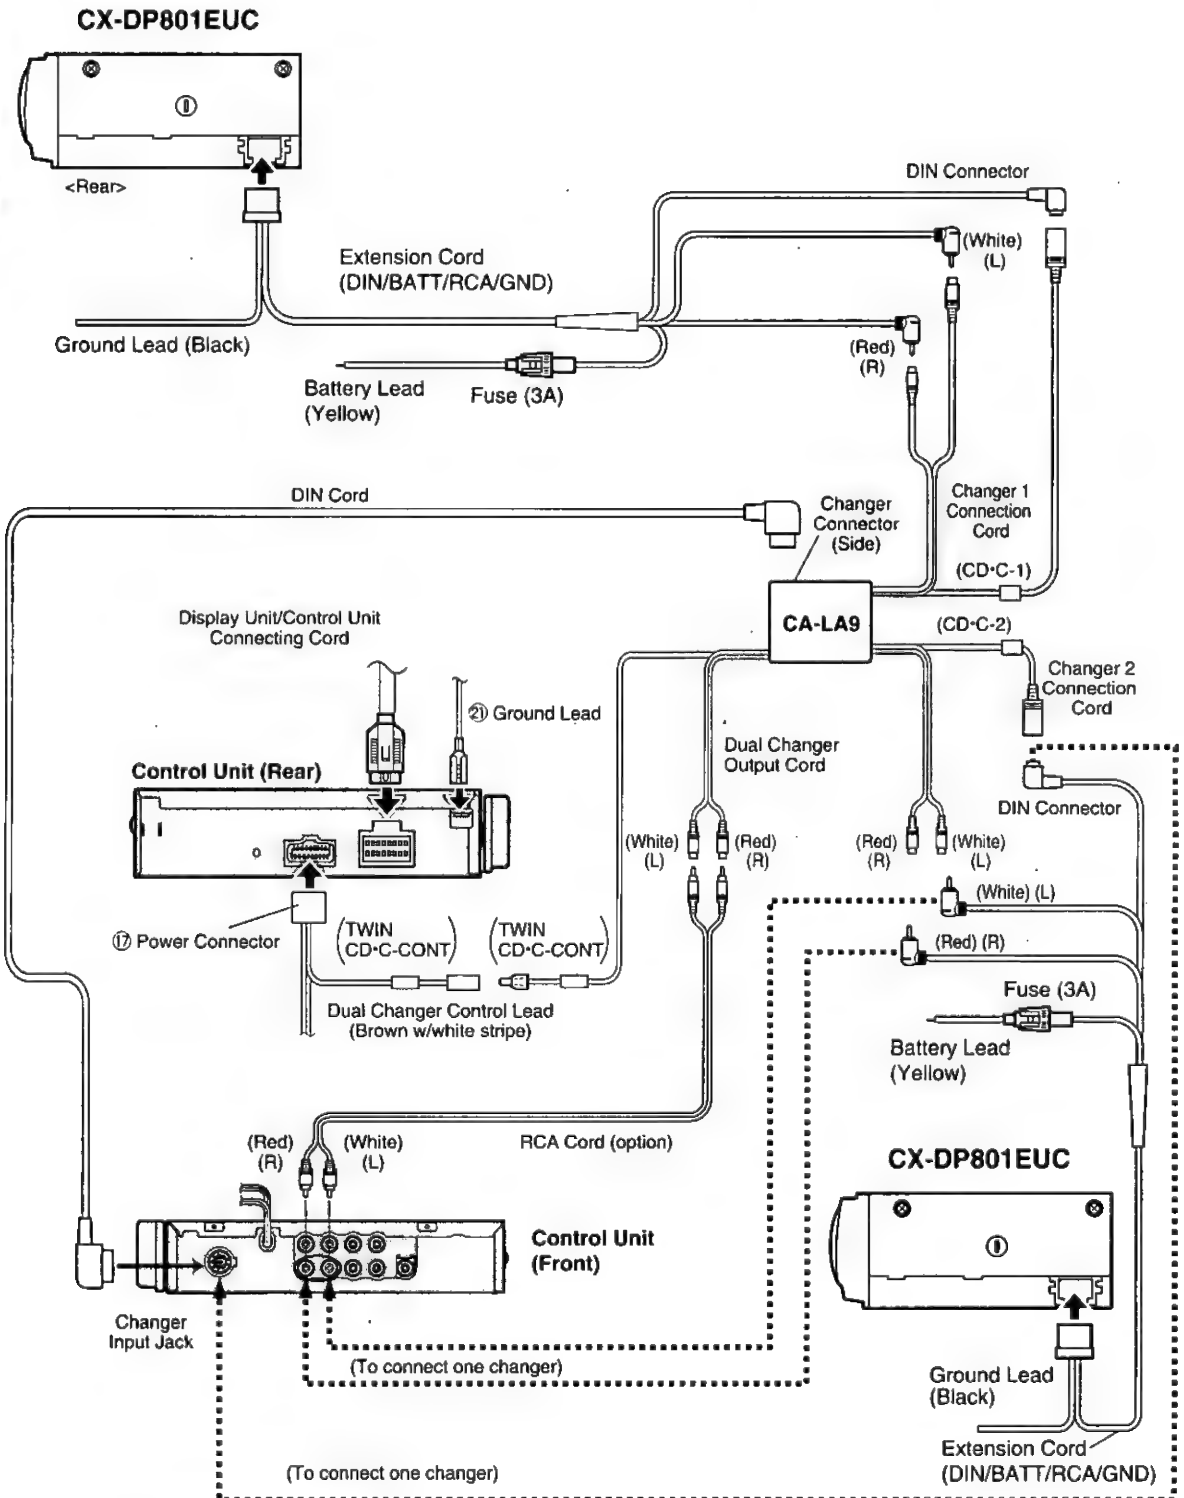 CX-DP801EUC
<Rear>
DIN Connector
(White)
(L)
Extension Cord
(DIN/BATT/RCA/GND)
Ground Lead (Black)
(Red)
(R)
Battery Lead
(Yellow)
Fuse (3A)
DIN Cord
Changer
Connector
(Side)
Changer 1
Connection
Cord
(CD•C-1)
CA-LA9
(CD•C-2)
Display Unit/Control Unit
Connecting Cord
Changer 2
Connection
Cord
㉑ Ground Lead
Dual Changer
Output Cord
Control Unit (Rear)
DIN Connector
(White)
(L)
(Red)
(R)
(Red)
(R)
(White)
(L)
(White) (L)
⑰ Power Connector
(TWIN
CD•C-CONT)
(TWIN
CD•C-CONT)
(Red) (R)
Dual Changer Control Lead
(Brown w/white stripe)
Fuse (3A)
Battery Lead
(Yellow)
(Red)
(R)
(White)
(L)
RCA Cord (option)
CX-DP801EUC
Control Unit
(Front)
Changer
Input Jack
(To connect one changer)
Ground Lead
(Black)
Extension Cord
(DIN/BATT/RCA/GND)
(To connect one changer)